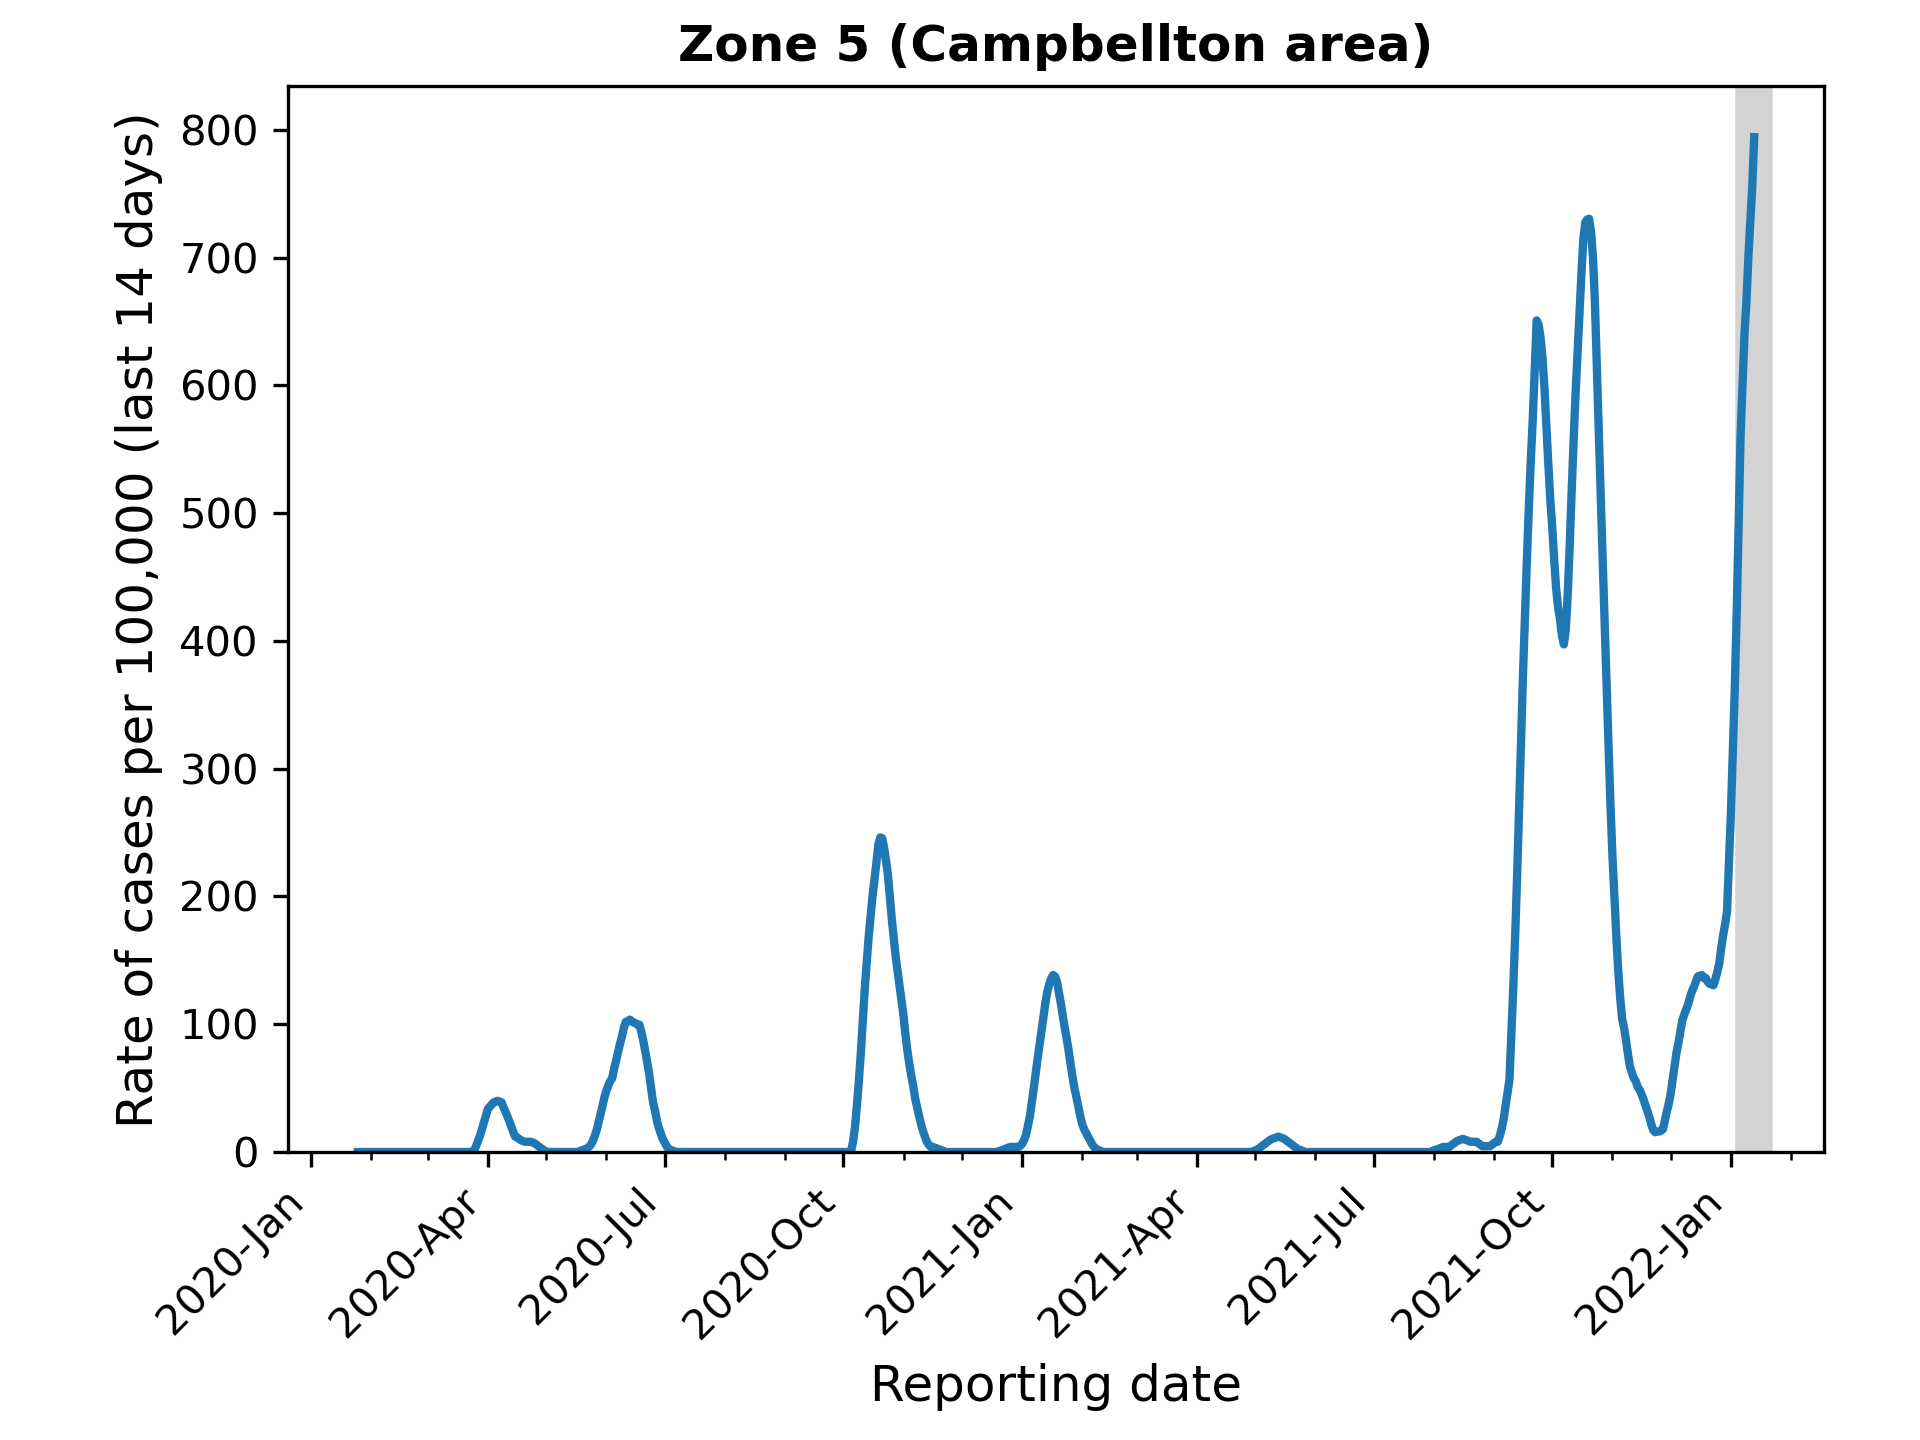 Zone 5 (Campbellton area)
Rate of cases per 100,000 (last 14 days)
800
700
600
500
400
300
200
100
0
2020-Jan
2020-Apr
2020-Jul
2020-Oct
2021-Jan
2021-Apr
2021-Jul
2021-Oct
2022-Jan
Reporting date